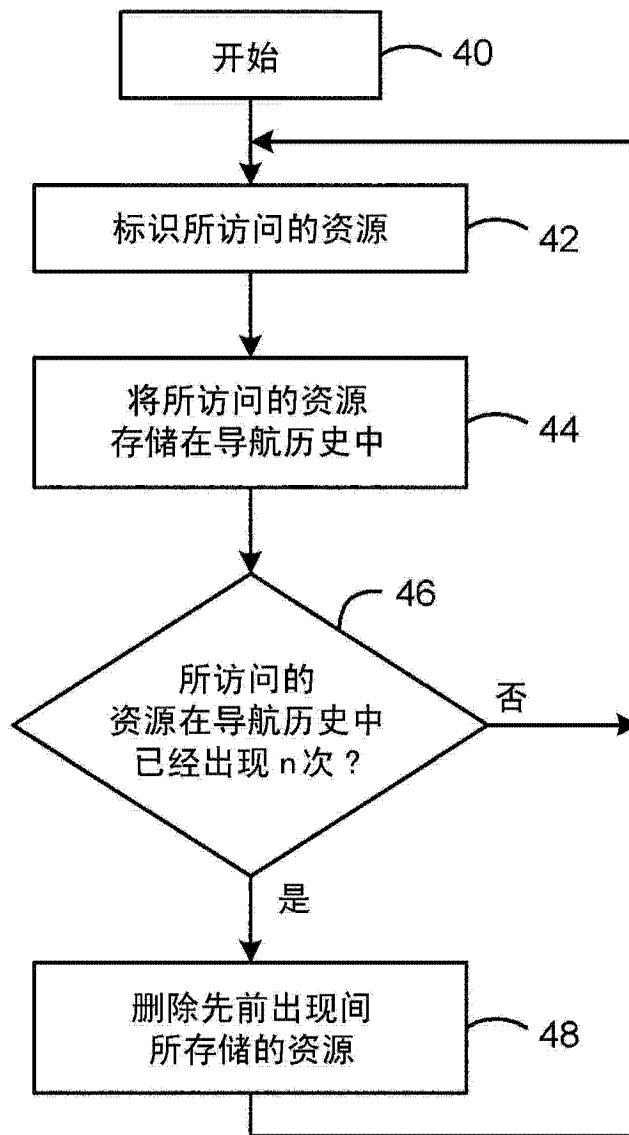 开始
40
标识所访问的资源
42
将所访问的资源
存储在导航历史中
44
46
所访问的
资源在导航历史中
已经出现 n 次？
否
是
删除先前出现间
所存储的资源
48